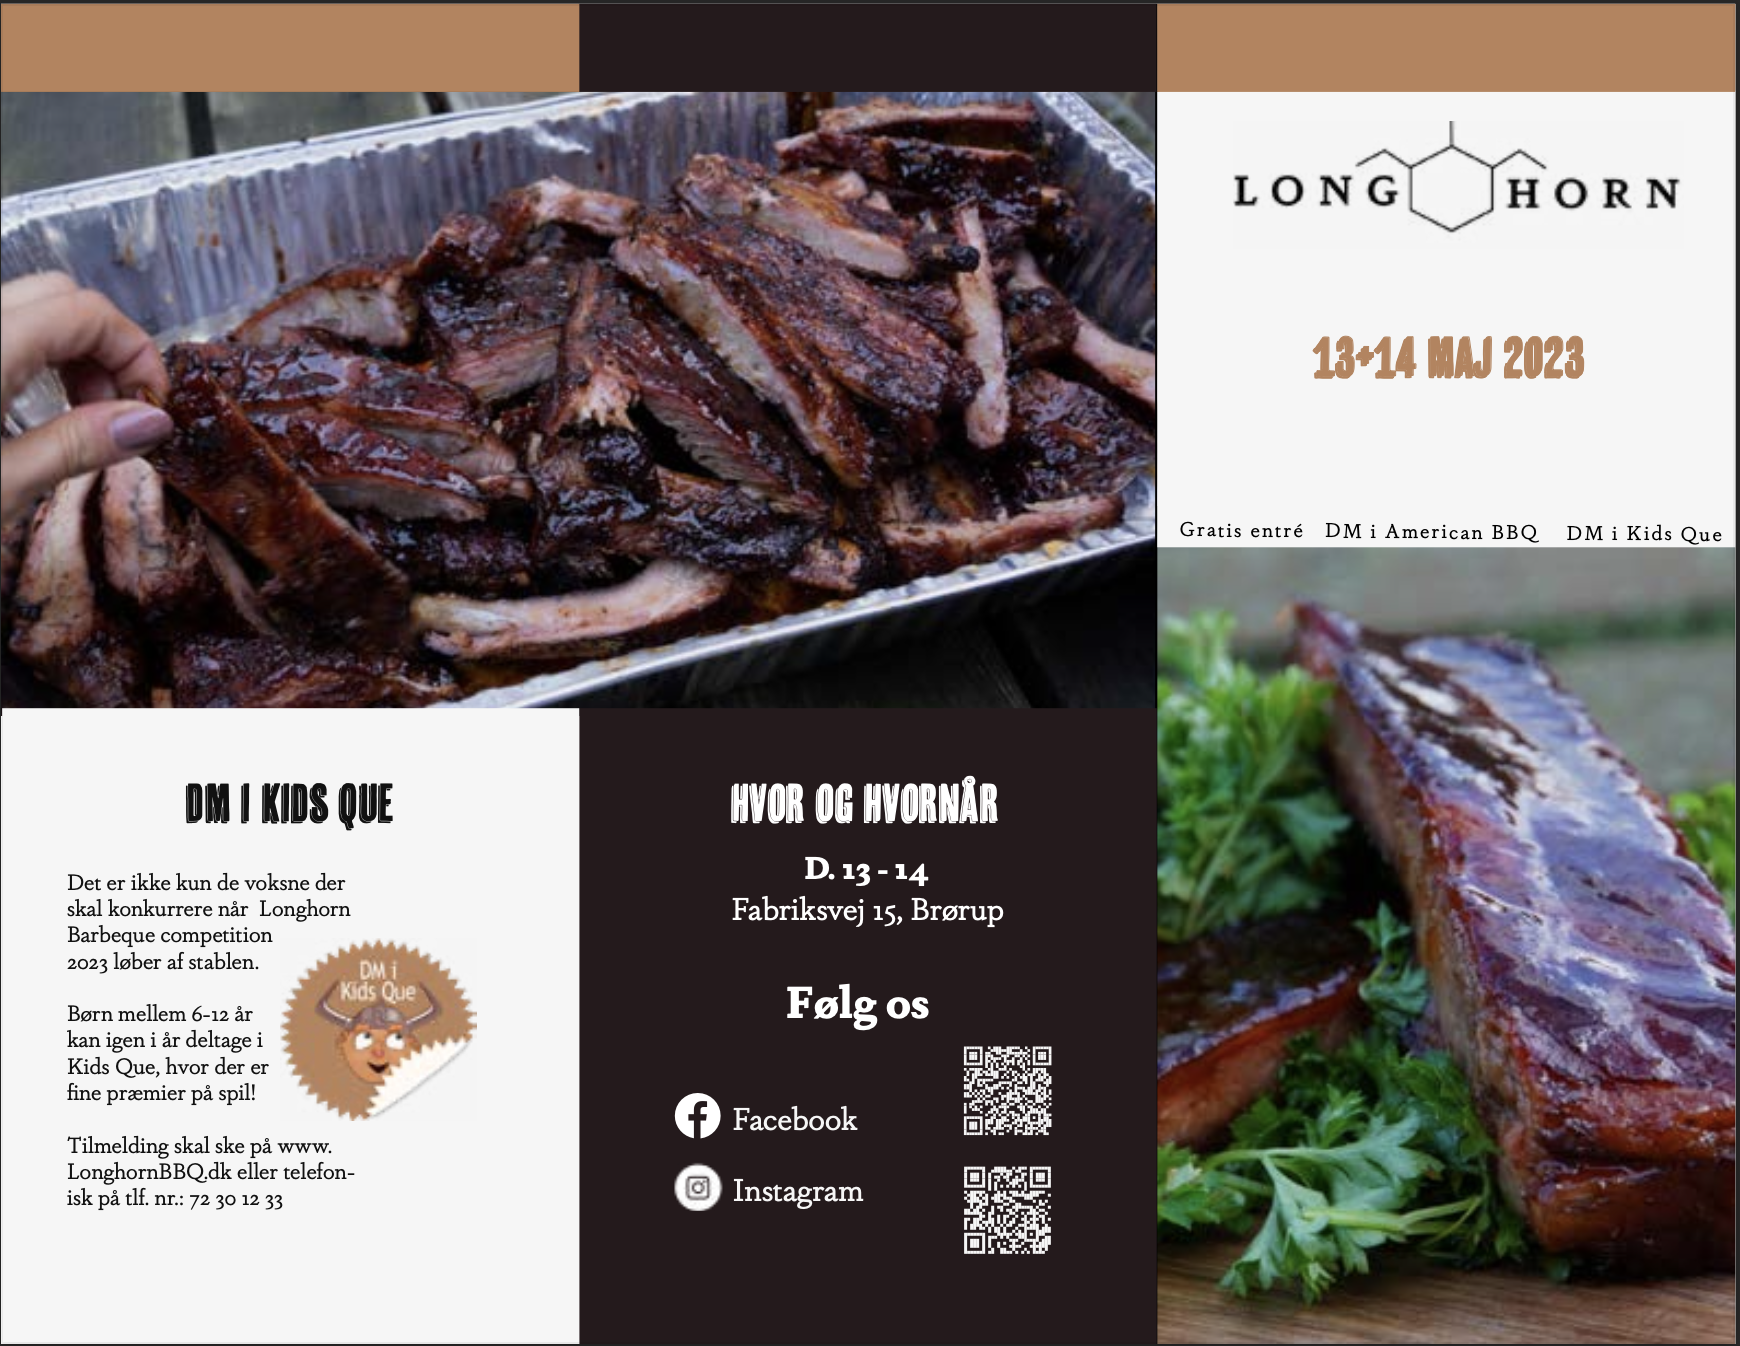 LONG HORN
13+14 MAJ 2023
Gratis entré DM i American BBQ DM i Kids Que
DM I KIDS QUE
Det er ikke kun de voksne der
skal konkurrere når Longhorn
Barbeque competition
2023 løber af stablen.
Børn mellem 6-12 år
kan igen i år deltage i
Kids Que, hvor der er
fine præmier på spil!
Tilmelding skal ske på www.
LonghornBBQ.dk eller telefon-
isk på tlf. nr.: 72 30 12 33
DM i
Kids Que
HVOR OG HVORNÅR
D. 13 - 14
Fabriksvej 15, Brørup
Følg os
Facebook
Instagram